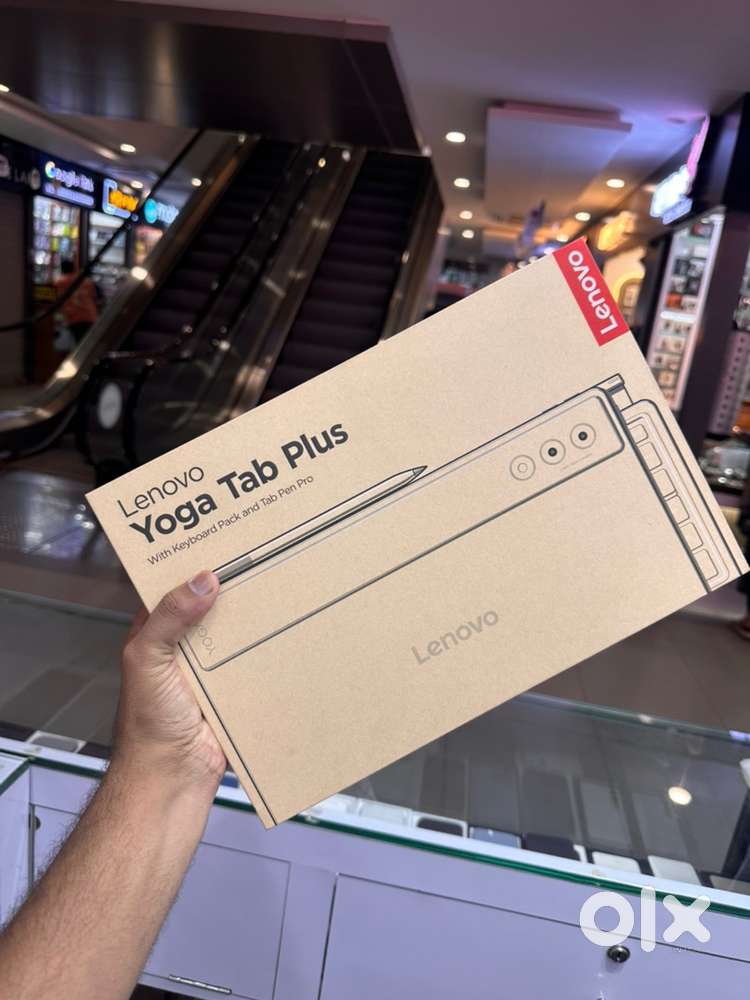 Lenovo
Lenovo
Yoga Tab Plus
With Keyboard Pack and Tab Pen Pro
Lenovo
olx